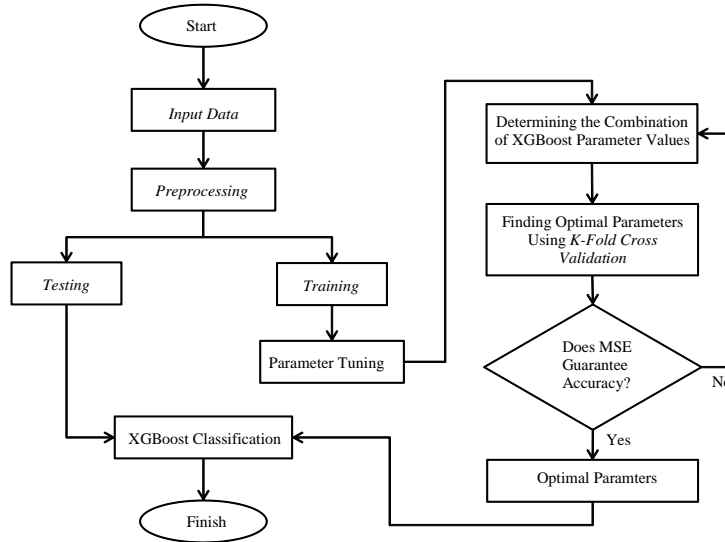 Start
Input Data
Preprocessing
Testing
Training
Parameter Tuning
Determining the Combination
of XGBoost Parameter Values
Finding Optimal Parameters
Using K-Fold Cross
Validation
Does MSE
Guarantee
Accuracy?
No
Yes
Optimal Paramters
XGBoost Classification
Finish